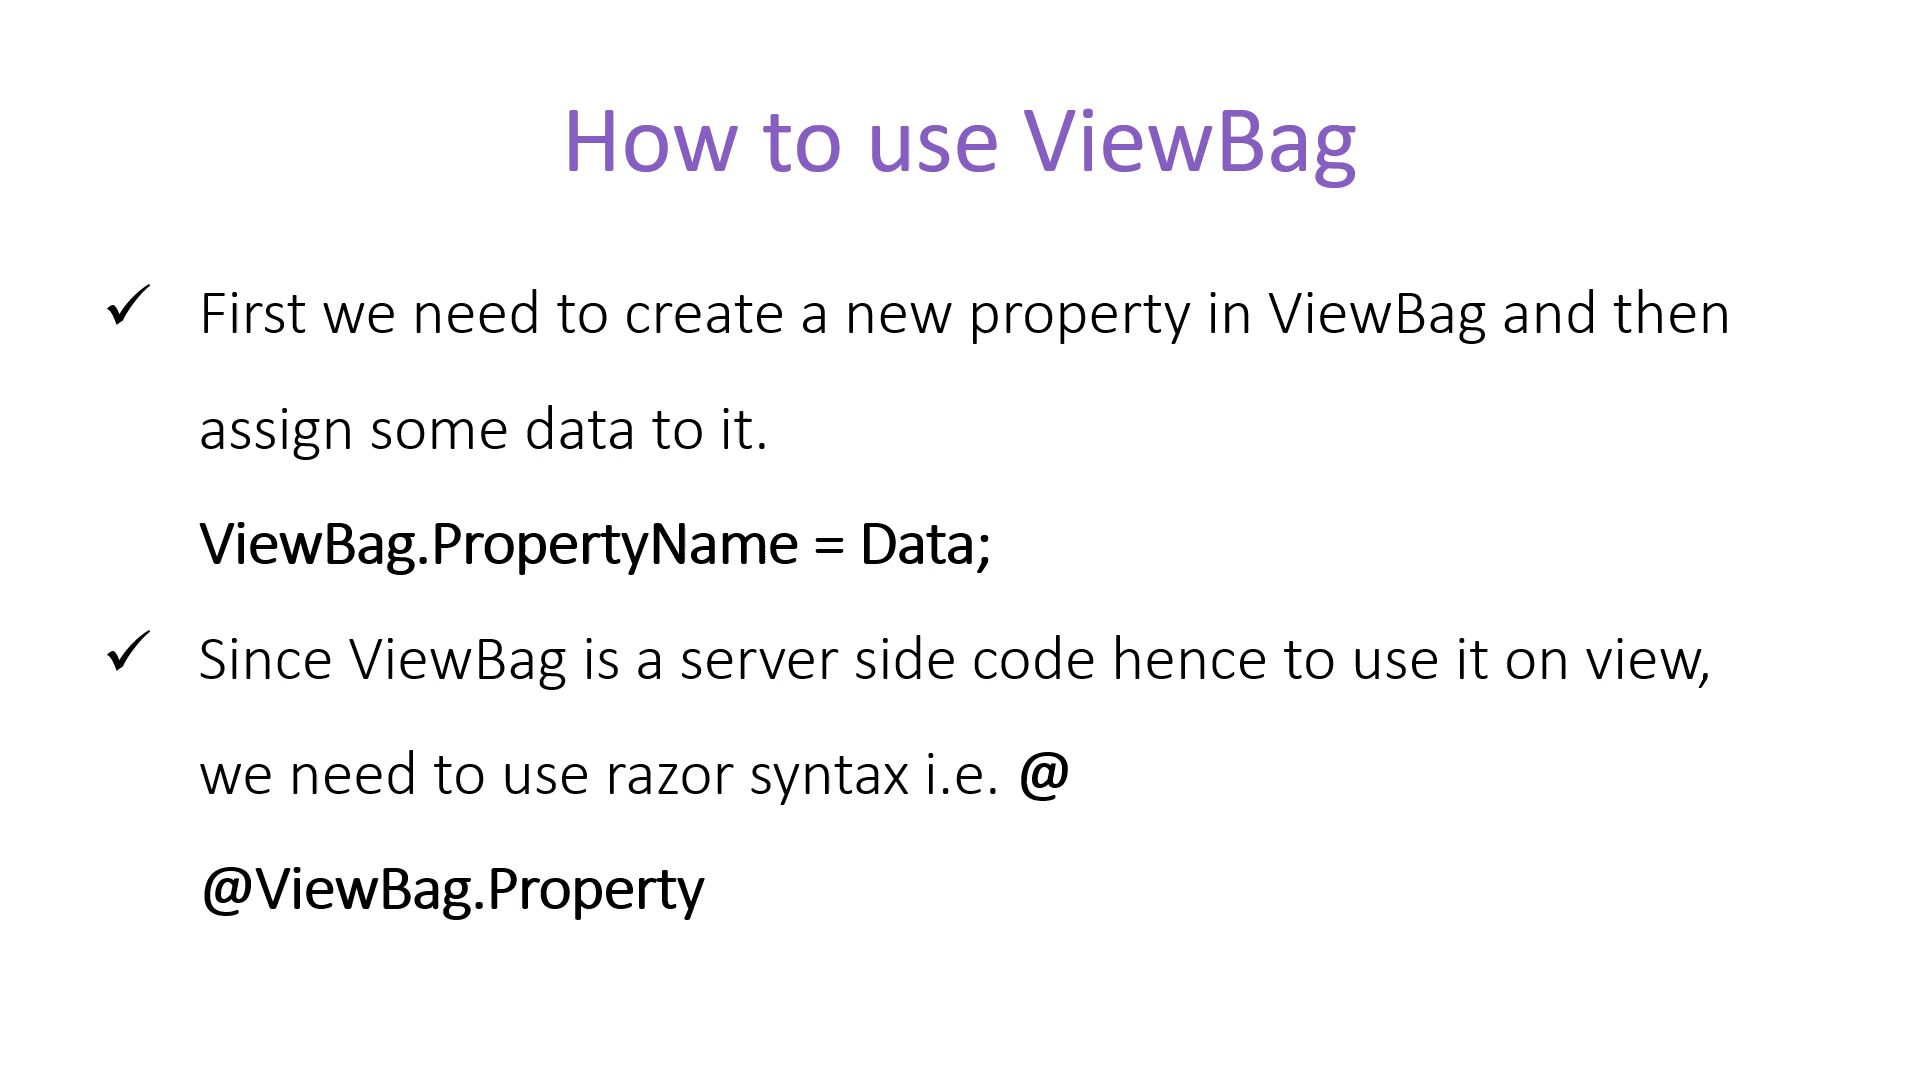 How to use ViewBag
✓ First we need to create a new property in ViewBag and then
assign some data to it.
ViewBag.PropertyName = Data;
✓ Since ViewBag is a server side code hence to use it on view,
we need to use razor syntax i.e. @
@ViewBag.Property